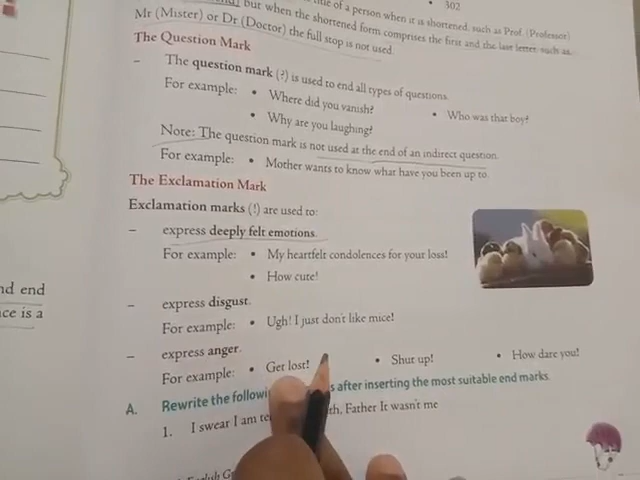 • 302
title of a person when it is shortened, such as Prof. (Professor)
but when the shortened form comprises the first and the last letter, such as,
Mr (Mister) or Dr (Doctor) the full stop is not used.
The Question Mark
– The question mark (?) is used to end all types of questions.
For example: • Where did you vanish? • Who was that boy?
• Why are you laughing?
Note: The question mark is not used at the end of an indirect question.
For example: • Mother wants to know what have you been up to.
The Exclamation Mark
Exclamation marks (!) are used to:
– express deeply felt emotions.
For example: • My heartfelt condolences for your loss!
• How cute!
– express disgust.
For example: • Ugh! I just don't like mice!
– express anger.
For example: • Get lost! • Shut up! • How dare you!
A. Rewrite the after inserting the most suitable end marks.
1. I swear I am Father It wasn't me
nd end
ce is a